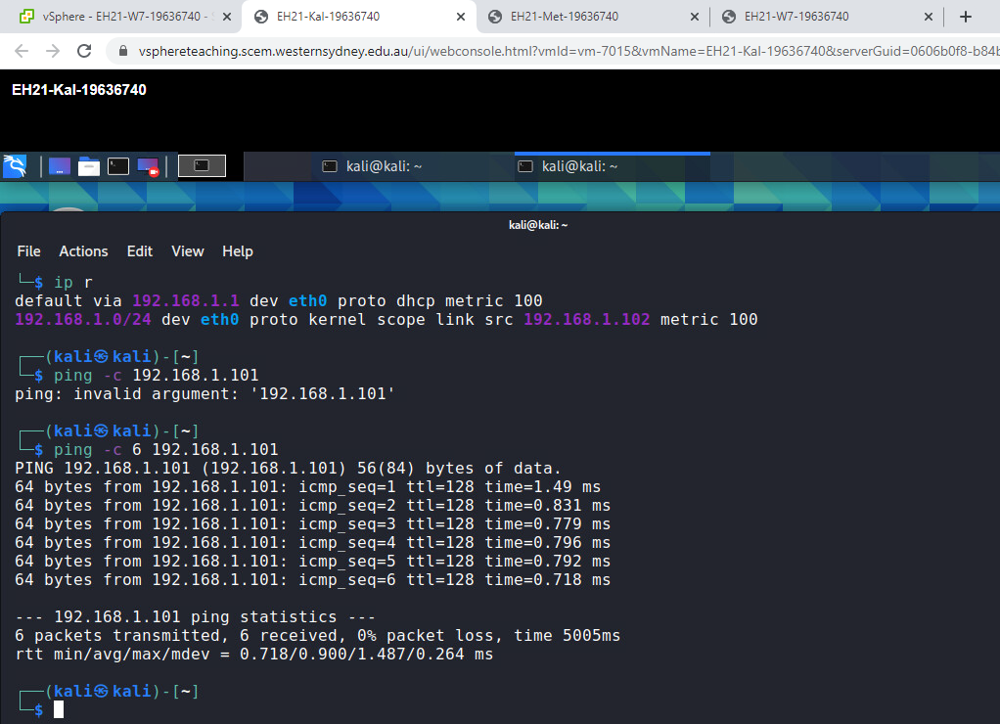 vSphere - EH21-W7-19636740 - S
EH21-Kal-19636740
EH21-Met-19636740
EH21-W7-19636740
vsphereteaching.scem.westernsydney.edu.au/ui/webconsole.html?vmId=vm-7015&vmName=EH21-Kal-19636740&serverGuid=0606b0f8-b84b
EH21-Kal-19636740
kali@kali: ~
kali@kali: ~
kali@kali: ~
File Actions Edit View Help
└─$ ip r
default via 192.168.1.1 dev eth0 proto dhcp metric 100
192.168.1.0/24 dev eth0 proto kernel scope link src 192.168.1.102 metric 100
┌──(kali㉿kali)-[~]
└─$ ping -c 192.168.1.101
ping: invalid argument: '192.168.1.101'
┌──(kali㉿kali)-[~]
└─$ ping -c 6 192.168.1.101
PING 192.168.1.101 (192.168.1.101) 56(84) bytes of data.
64 bytes from 192.168.1.101: icmp_seq=1 ttl=128 time=1.49 ms
64 bytes from 192.168.1.101: icmp_seq=2 ttl=128 time=0.831 ms
64 bytes from 192.168.1.101: icmp_seq=3 ttl=128 time=0.779 ms
64 bytes from 192.168.1.101: icmp_seq=4 ttl=128 time=0.796 ms
64 bytes from 192.168.1.101: icmp_seq=5 ttl=128 time=0.792 ms
64 bytes from 192.168.1.101: icmp_seq=6 ttl=128 time=0.718 ms
--- 192.168.1.101 ping statistics ---
6 packets transmitted, 6 received, 0% packet loss, time 5005ms
rtt min/avg/max/mdev = 0.718/0.900/1.487/0.264 ms
┌──(kali㉿kali)-[~]
└─$